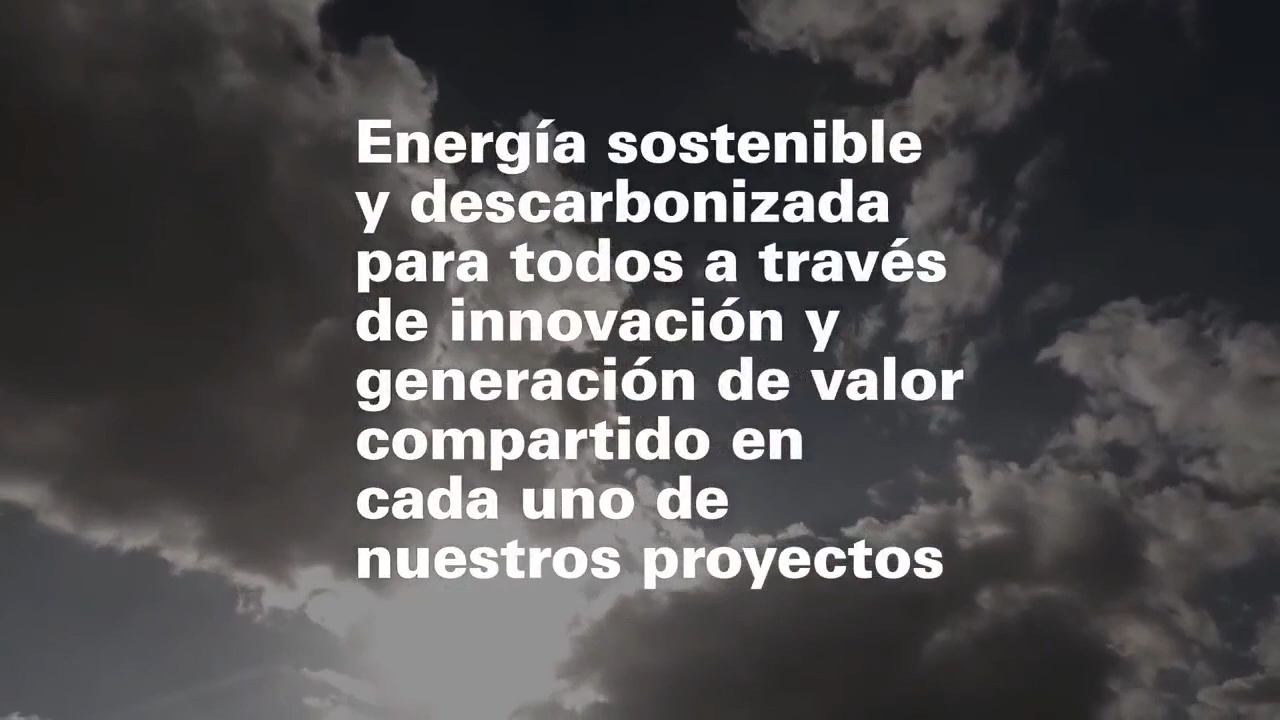 Energía sostenible
y descarbonizada
para todos a través
de innovación y
generación de valor
compartido en
cada uno de
nuestros proyectos